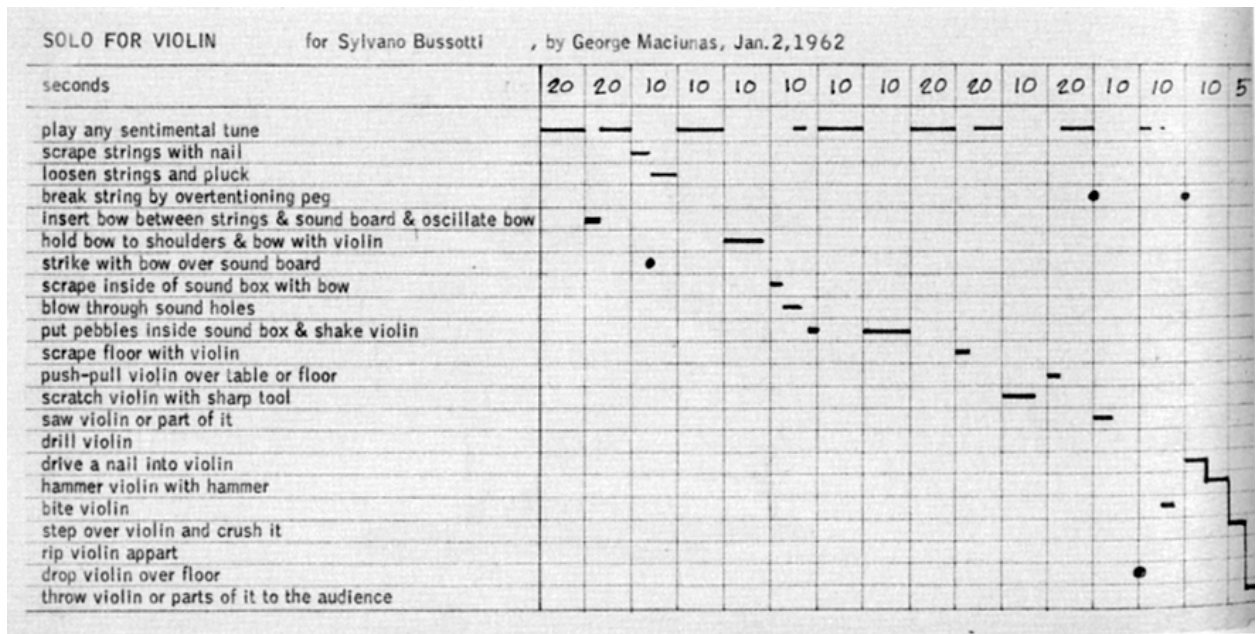 SOLO FOR VIOLIN for Sylvano Bussotti , by George Maciunas, Jan.2,1962
seconds 20 20 10 10 10 10 10 10 20 20 10 20 10 10 10 5
play any sentimental tune
scrape strings with nail
loosen strings and pluck
break string by overtentioning peg
insert bow between strings & sound board & oscillate bow
hold bow to shoulders & bow with violin
strike with bow over sound board
scrape inside of sound box with bow
blow through sound holes
put pebbles inside sound box & shake violin
scrape floor with violin
push-pull violin over table or floor
scratch violin with sharp tool
saw violin or part of it
drill violin
drive a nail into violin
hammer violin with hammer
bite violin
step over violin and crush it
rip violin appart
drop violin over floor
throw violin or parts of it to the audience